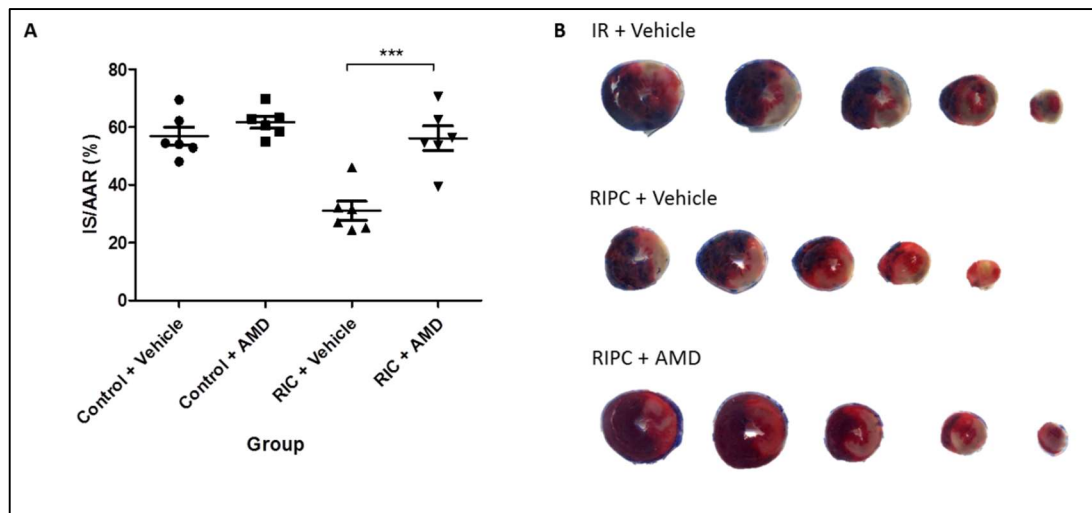 A
***
80
60
40
20
0
IS/AAR (%)
Control + Vehicle
Control + AMD
RIC + Vehicle
RIC + AMD
Group
B
IR + Vehicle
RIPC + Vehicle
RIPC + AMD